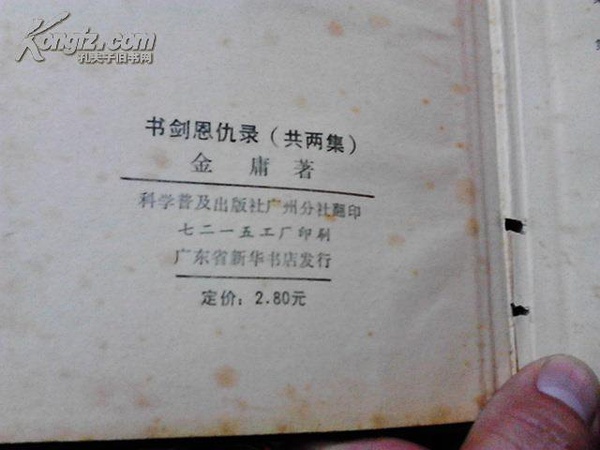 Kongfz.com
孔夫子旧书网
书剑恩仇录（共两集）
金庸著
科学普及出版社广州分社翻印
七二一五工厂印刷
广东省新华书店发行
定价：2.80元